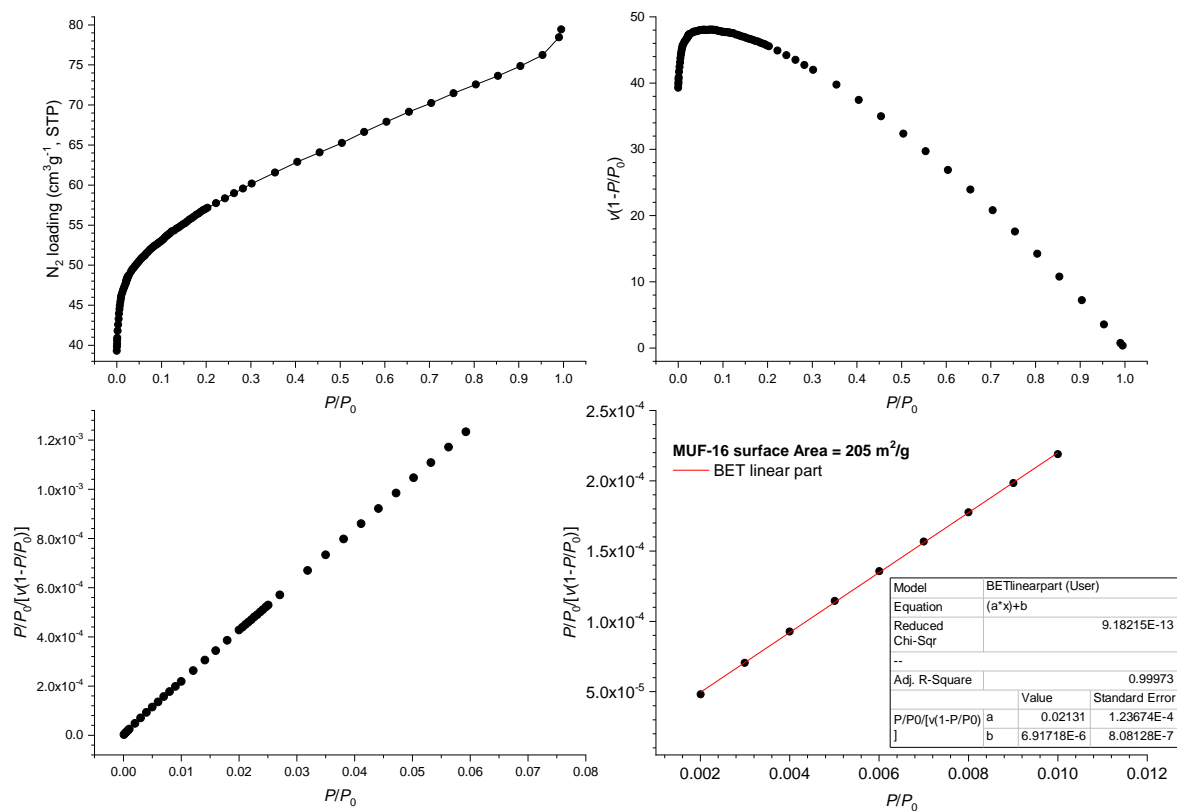 N₂ loading (cm³g⁻¹, STP)
80
75
70
65
60
55
50
45
40
0.0 0.1 0.2 0.3 0.4 0.5 0.6 0.7 0.8 0.9 1.0
P/P₀
v(1-P/P₀)
50
40
30
20
10
0
0.0 0.1 0.2 0.3 0.4 0.5 0.6 0.7 0.8 0.9 1.0
P/P₀
P/P₀/[v(1-P/P₀)]
1.2x10⁻³
1.0x10⁻³
8.0x10⁻⁴
6.0x10⁻⁴
4.0x10⁻⁴
2.0x10⁻⁴
0.0
0.00 0.01 0.02 0.03 0.04 0.05 0.06 0.07 0.08
P/P₀
P/P₀/[v(1-P/P₀)]
2.5x10⁻⁴
2.0x10⁻⁴
1.5x10⁻⁴
1.0x10⁻⁴
5.0x10⁻⁵
MUF-16 surface Area = 205 m²/g
BET linear part
Model BETlinearpart (User)
Equation (a*x)+b
Reduced 9.18215E-13
Chi-Sqr
--
Adj. R-Square 0.99973
Value Standard Error
P/P0/[v(1-P/P0) a 0.02131 1.23674E-4
] b 6.91718E-6 8.08128E-7
0.002 0.004 0.006 0.008 0.010 0.012
P/P₀